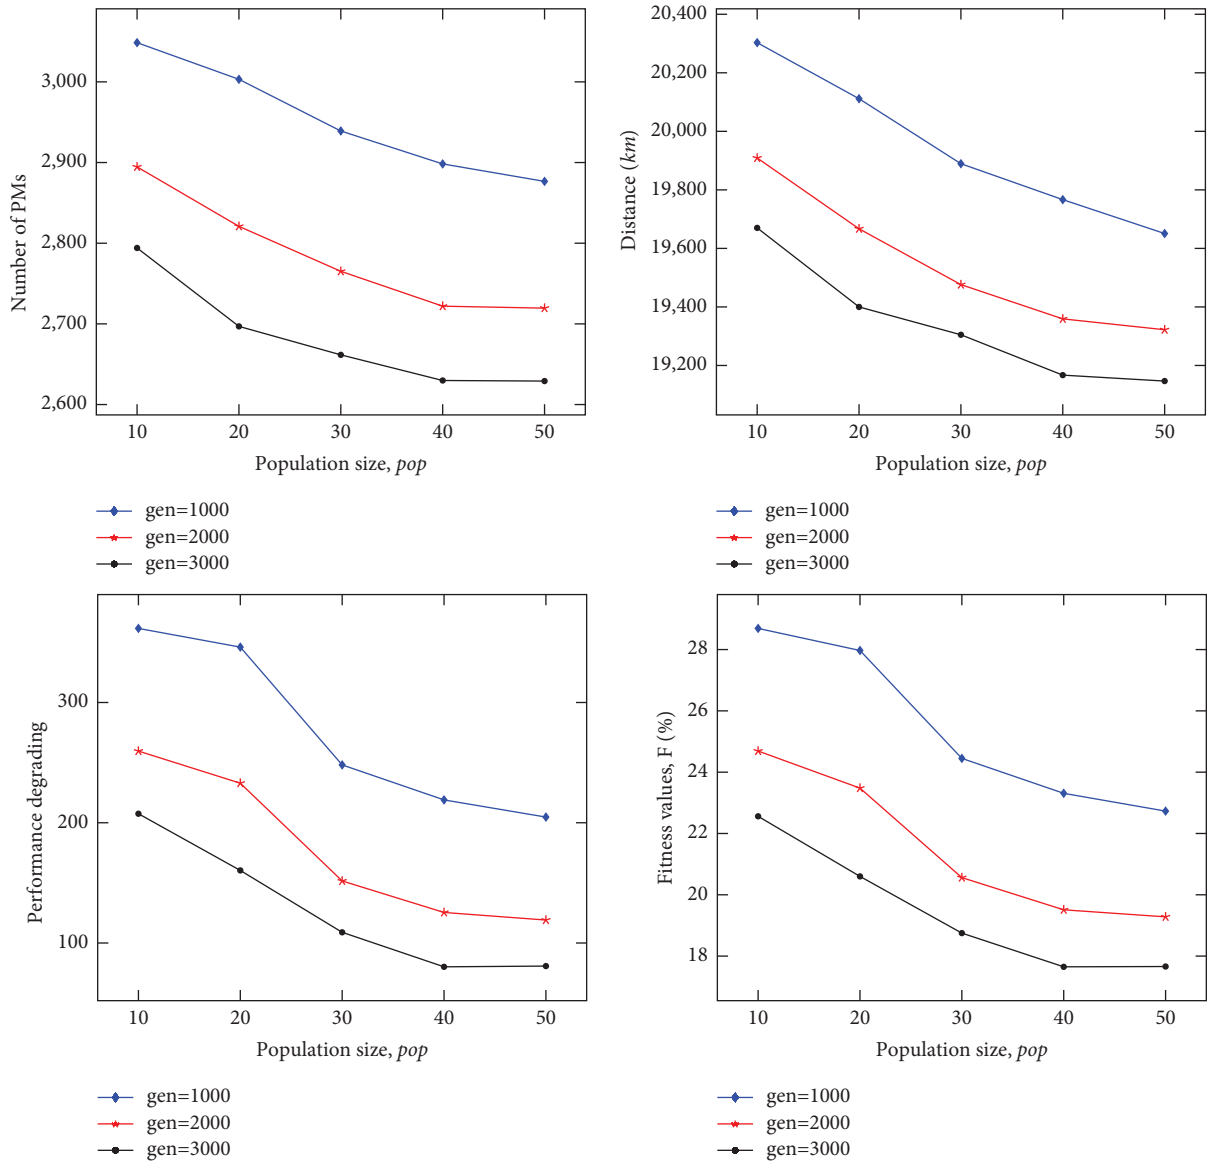 Number of PMs
3,000
2,900
2,800
2,700
2,600
10 20 30 40 50
Population size, pop
gen=1000
gen=2000
gen=3000
Distance (km)
20,400
20,200
20,000
19,800
19,600
19,400
19,200
10 20 30 40 50
Population size, pop
gen=1000
gen=2000
gen=3000
Performance degrading
300
200
100
10 20 30 40 50
Population size, pop
gen=1000
gen=2000
gen=3000
Fitness values, F (%)
28
26
24
22
20
18
10 20 30 40 50
Population size, pop
gen=1000
gen=2000
gen=3000